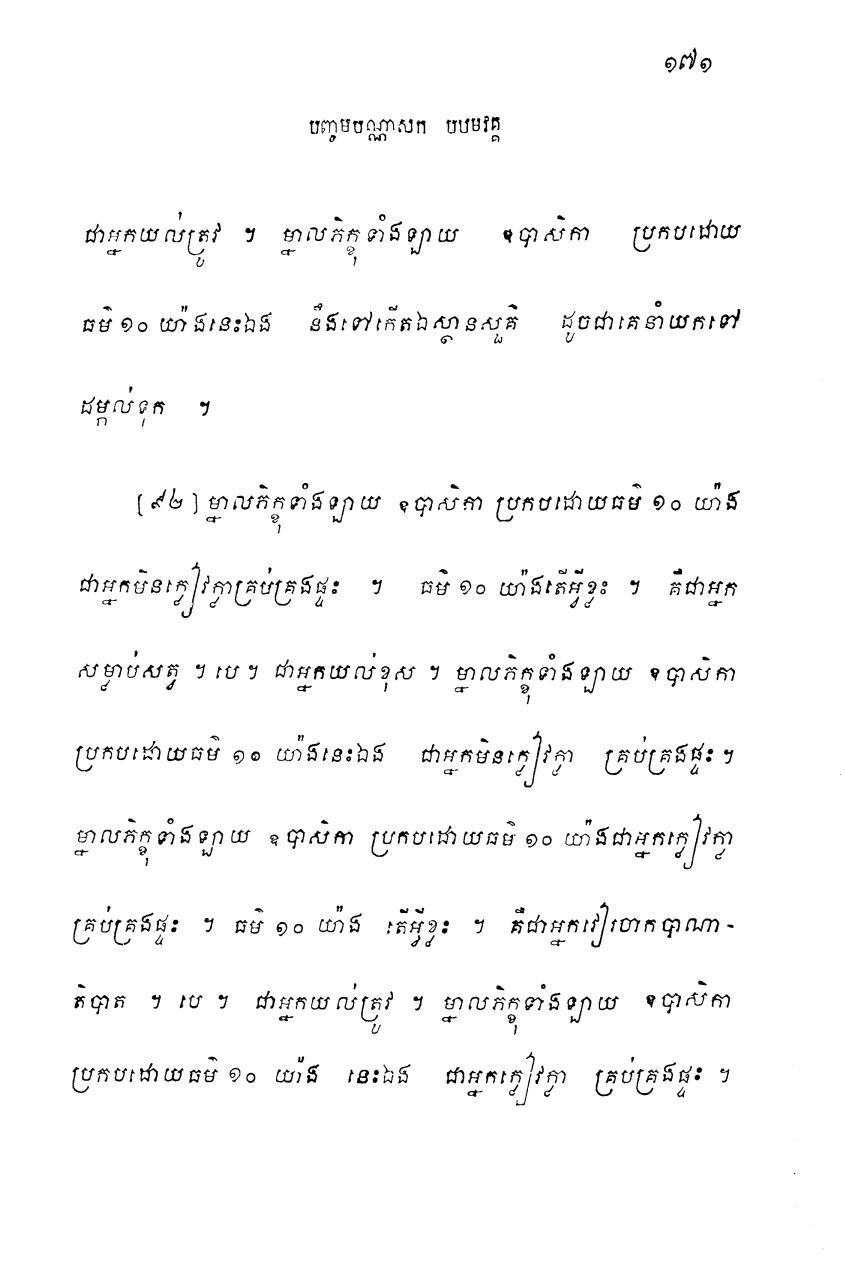 ១៧១
បញ្ចមបណ្ណាសក បឋមវគ្គ
ជាអ្នកយល់ត្រូវ ។ ម្នាលភិក្ខុទាំងឡាយ ឧបាសិកា ប្រកបដោយ
ធម៌ ១០ យ៉ាងនេះឯង នឹងទៅកើតឯស្ថានសួគ៌ ដូចជាគេនាំយកទៅ
ដម្កល់ទុក ។
[៩២] ម្នាលភិក្ខុទាំងឡាយ ឧបាសិកា ប្រកបដោយធម៌ ១០ យ៉ាង
ជាអ្នកមិនក្លៀវក្លាគ្រប់គ្រងផ្ទះ ។ ធម៌ ១០ យ៉ាងតើអ្វីខ្លះ ។ គឺជាអ្នក
សម្លាប់សត្វ ។ បេ ។ ជាអ្នកយល់ខុស ។ ម្នាលភិក្ខុទាំងឡាយ ឧបាសិកា
ប្រកបដោយធម៌ ១០ យ៉ាងនេះឯង ជាអ្នកមិនក្លៀវក្លា គ្រប់គ្រងផ្ទះ ។
ម្នាលភិក្ខុទាំងឡាយ ឧបាសិកា ប្រកបដោយធម៌ ១០ យ៉ាងជាអ្នកក្លៀវក្លា
គ្រប់គ្រងផ្ទះ ។ ធម៌ ១០ យ៉ាង តើអ្វីខ្លះ ។ គឺជាអ្នកវៀរចាកបាណា-
តិបាត ។ បេ ។ ជាអ្នកយល់ត្រូវ ។ ម្នាលភិក្ខុទាំងឡាយ ឧបាសិកា
ប្រកបដោយធម៌ ១០ យ៉ាង នេះឯង ជាអ្នកក្លៀវក្លា គ្រប់គ្រងផ្ទះ ។